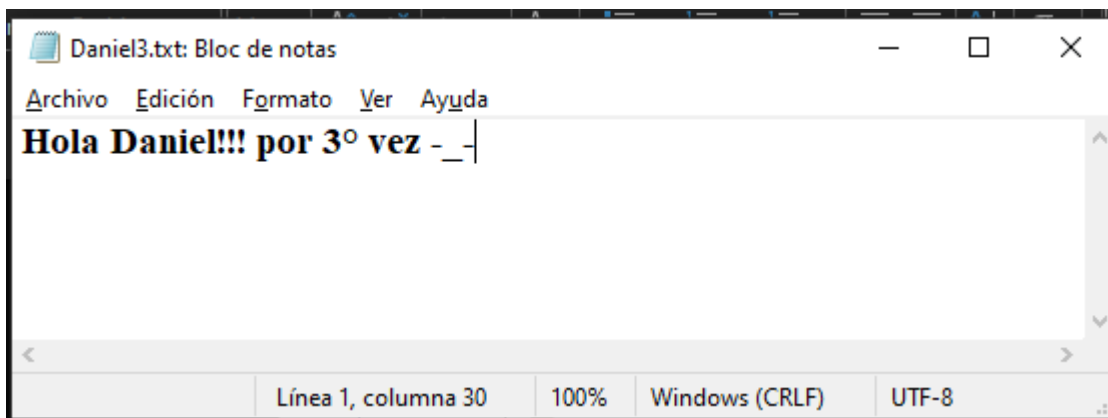 Daniel3.txt: Bloc de notas
Archivo Edición Formato Ver Ayuda
Hola Daniel!!! por 3° vez -_-
Línea 1, columna 30 100% Windows (CRLF) UTF-8